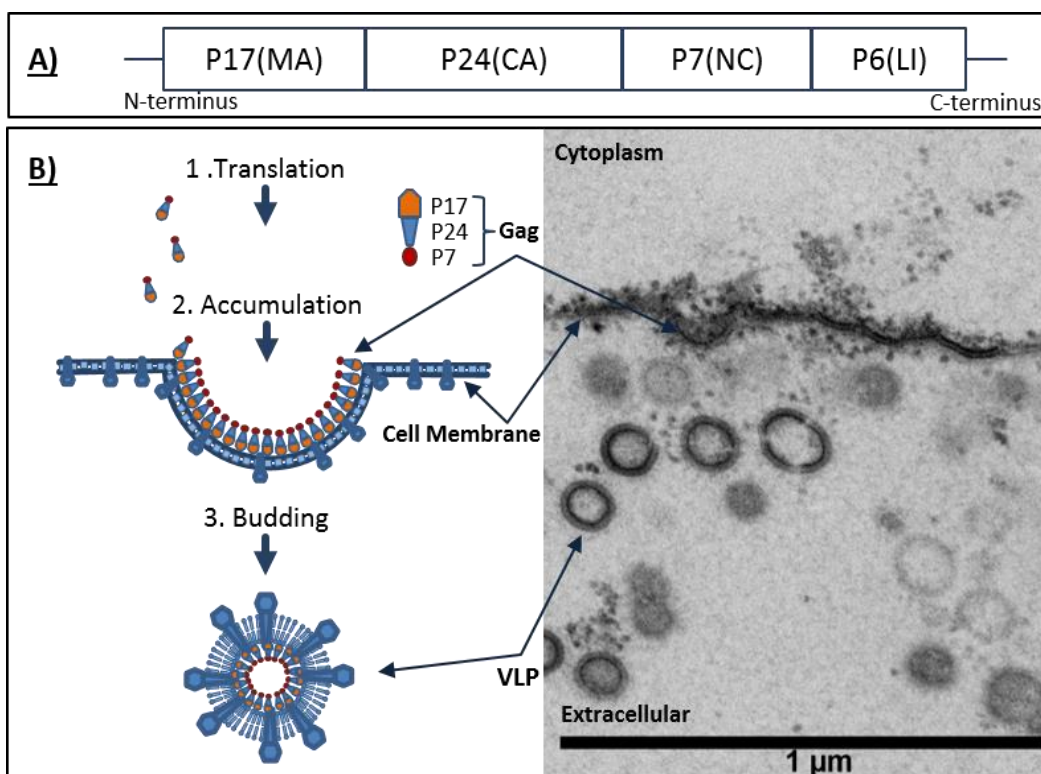 A)
P17(MA)
P24(CA)
P7(NC)
P6(LI)
N-terminus
C-terminus
B)
1 .Translation
P17
P24
P7
Gag
2. Accumulation
Cell Membrane
3. Budding
VLP
Cytoplasm
Extracellular
1 µm